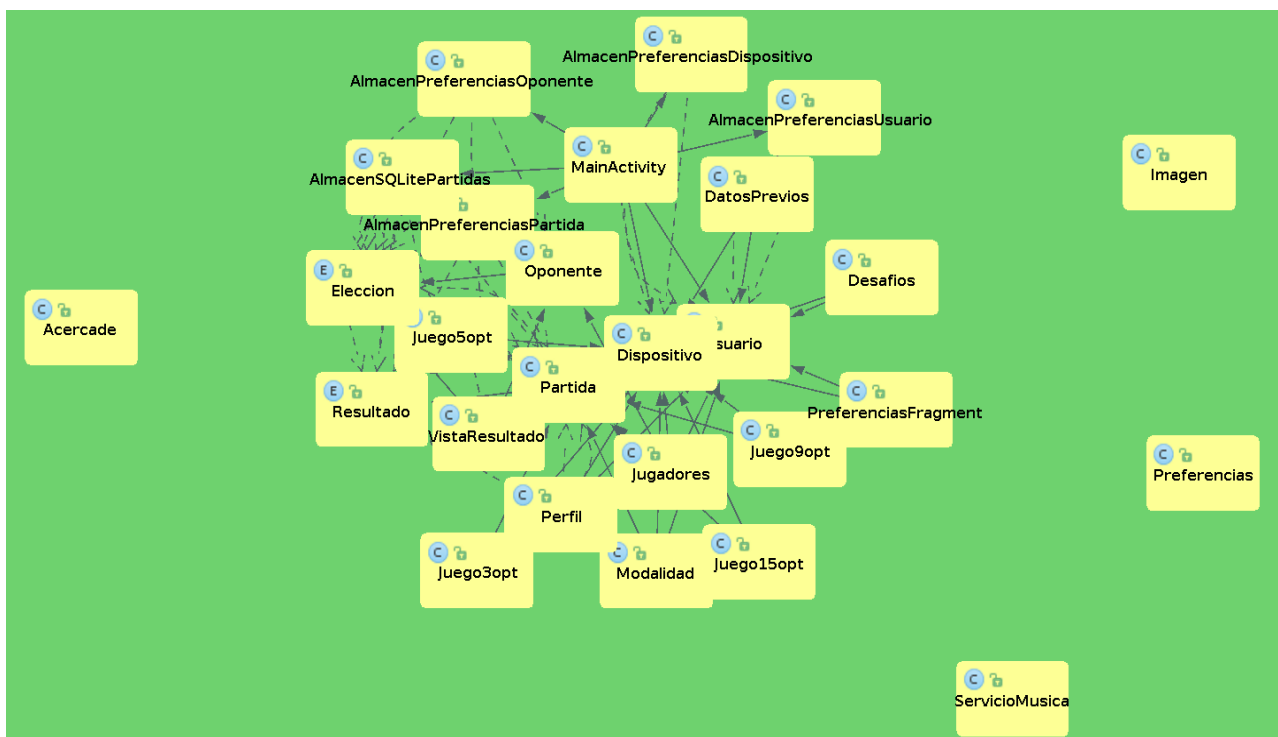 C
AlmacenPreferenciasDispositivo
C
AlmacenPreferenciasOponente
C
AlmacenPreferenciasUsuario
C
MainActivity
C
AlmacenSQLitePartidas
C
Imagen
C
DatosPrevios
AlmacenPreferenciasPartida
C
Oponente
C
Desafios
E
Eleccion
C
Acercade
Juego5opt
C
Dispositivo
suario
C
Partida
E
Resultado
C
PreferenciasFragment
C
VistaResultado
C
Juego9opt
C
Jugadores
C
Preferencias
C
Perfil
C
Juego3opt
C
Modalidad
C
Juego15opt
C
ServicioMusica